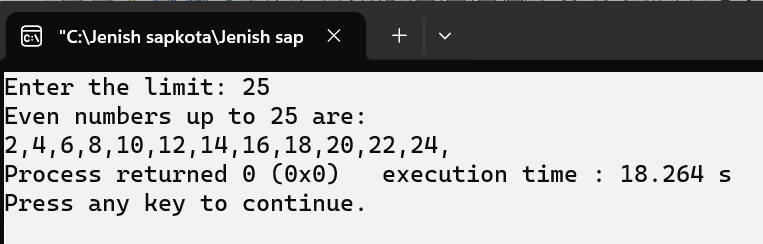 "C:\Jenish sapkota\Jenish sap
Enter the limit: 25
Even numbers up to 25 are:
2,4,6,8,10,12,14,16,18,20,22,24,
Process returned 0 (0x0)   execution time : 18.264 s
Press any key to continue.